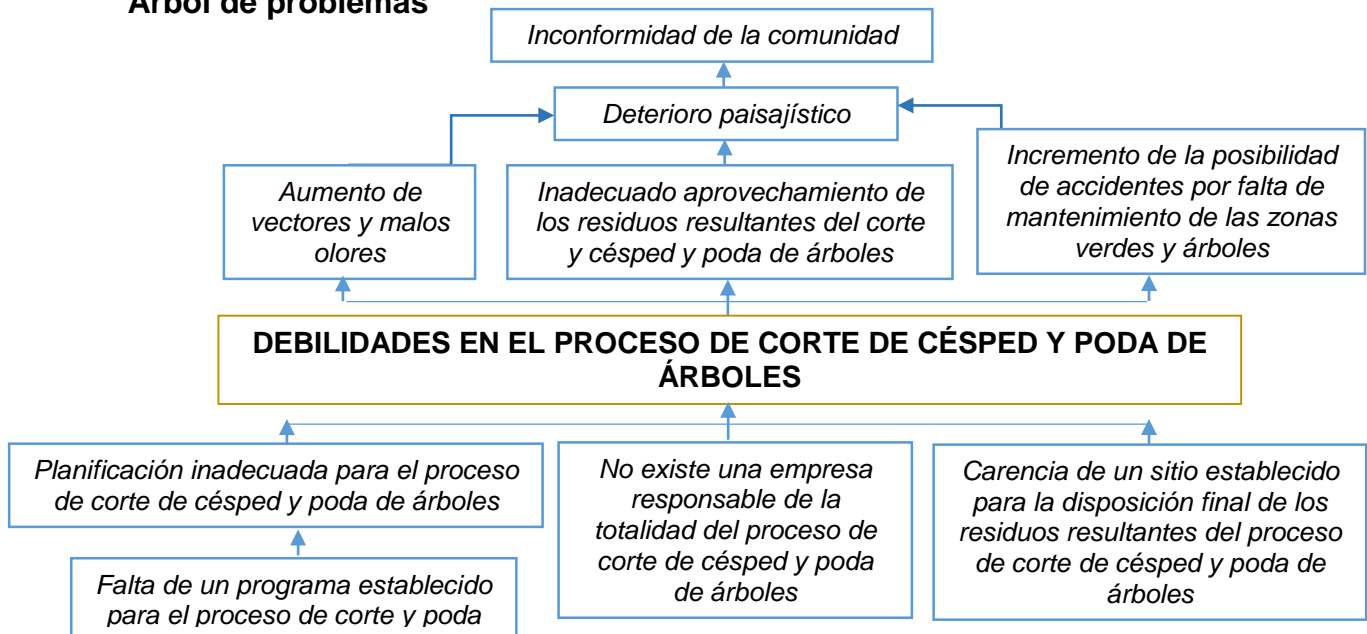 Árbol de problemas
Inconformidad de la comunidad
Deterioro paisajístico
Aumento de
vectores y malos
olores
Inadecuado aprovechamiento de
los residuos resultantes del corte
y césped y poda de árboles
Incremento de la posibilidad
de accidentes por falta de
mantenimiento de las zonas
verdes y árboles
DEBILIDADES EN EL PROCESO DE CORTE DE CÉSPED Y PODA DE
ÁRBOLES
Planificación inadecuada para el proceso
de corte de césped y poda de árboles
No existe una empresa
responsable de la
totalidad del proceso de
corte de césped y poda
de árboles
Carencia de un sitio establecido
para la disposición final de los
residuos resultantes del proceso
de corte de césped y poda de
árboles
Falta de un programa establecido
para el proceso de corte y poda